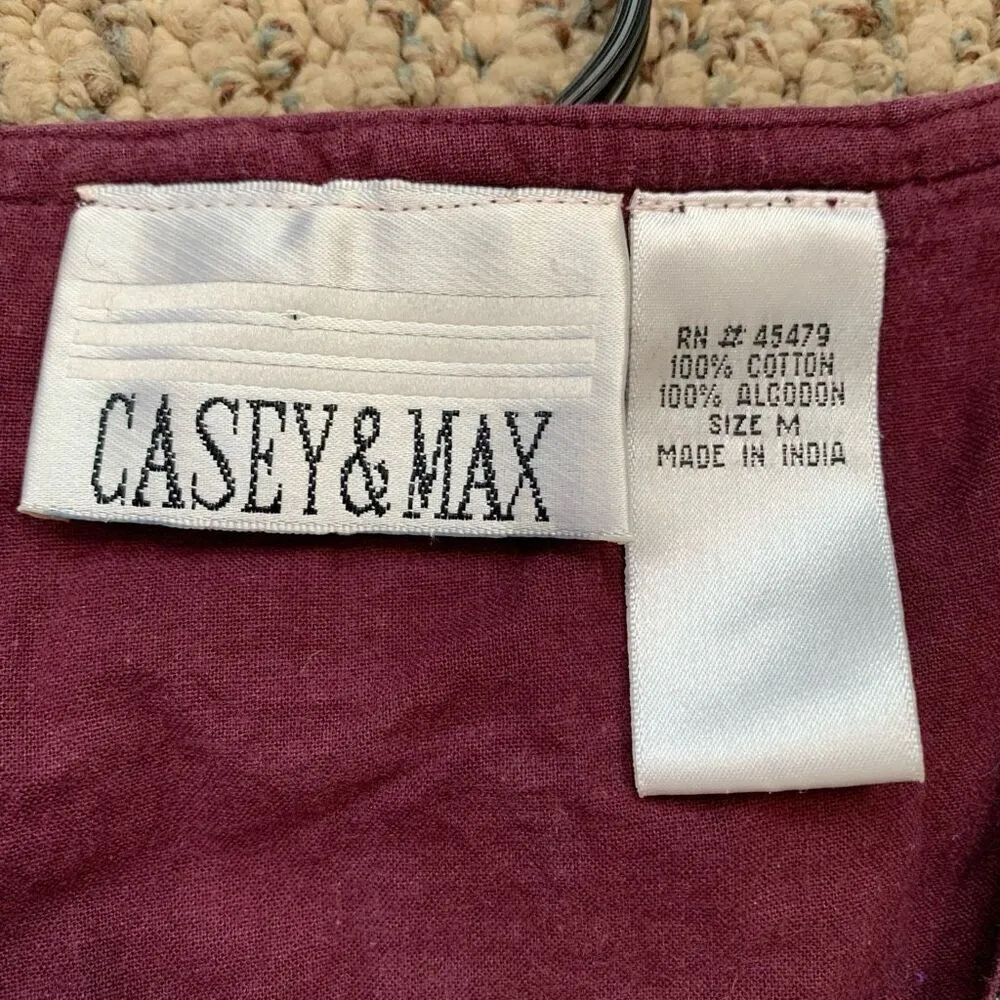 CASEY & MAX
RN # 45479
100% COTTON
100% ALGODON
SIZE M
MADE IN INDIA